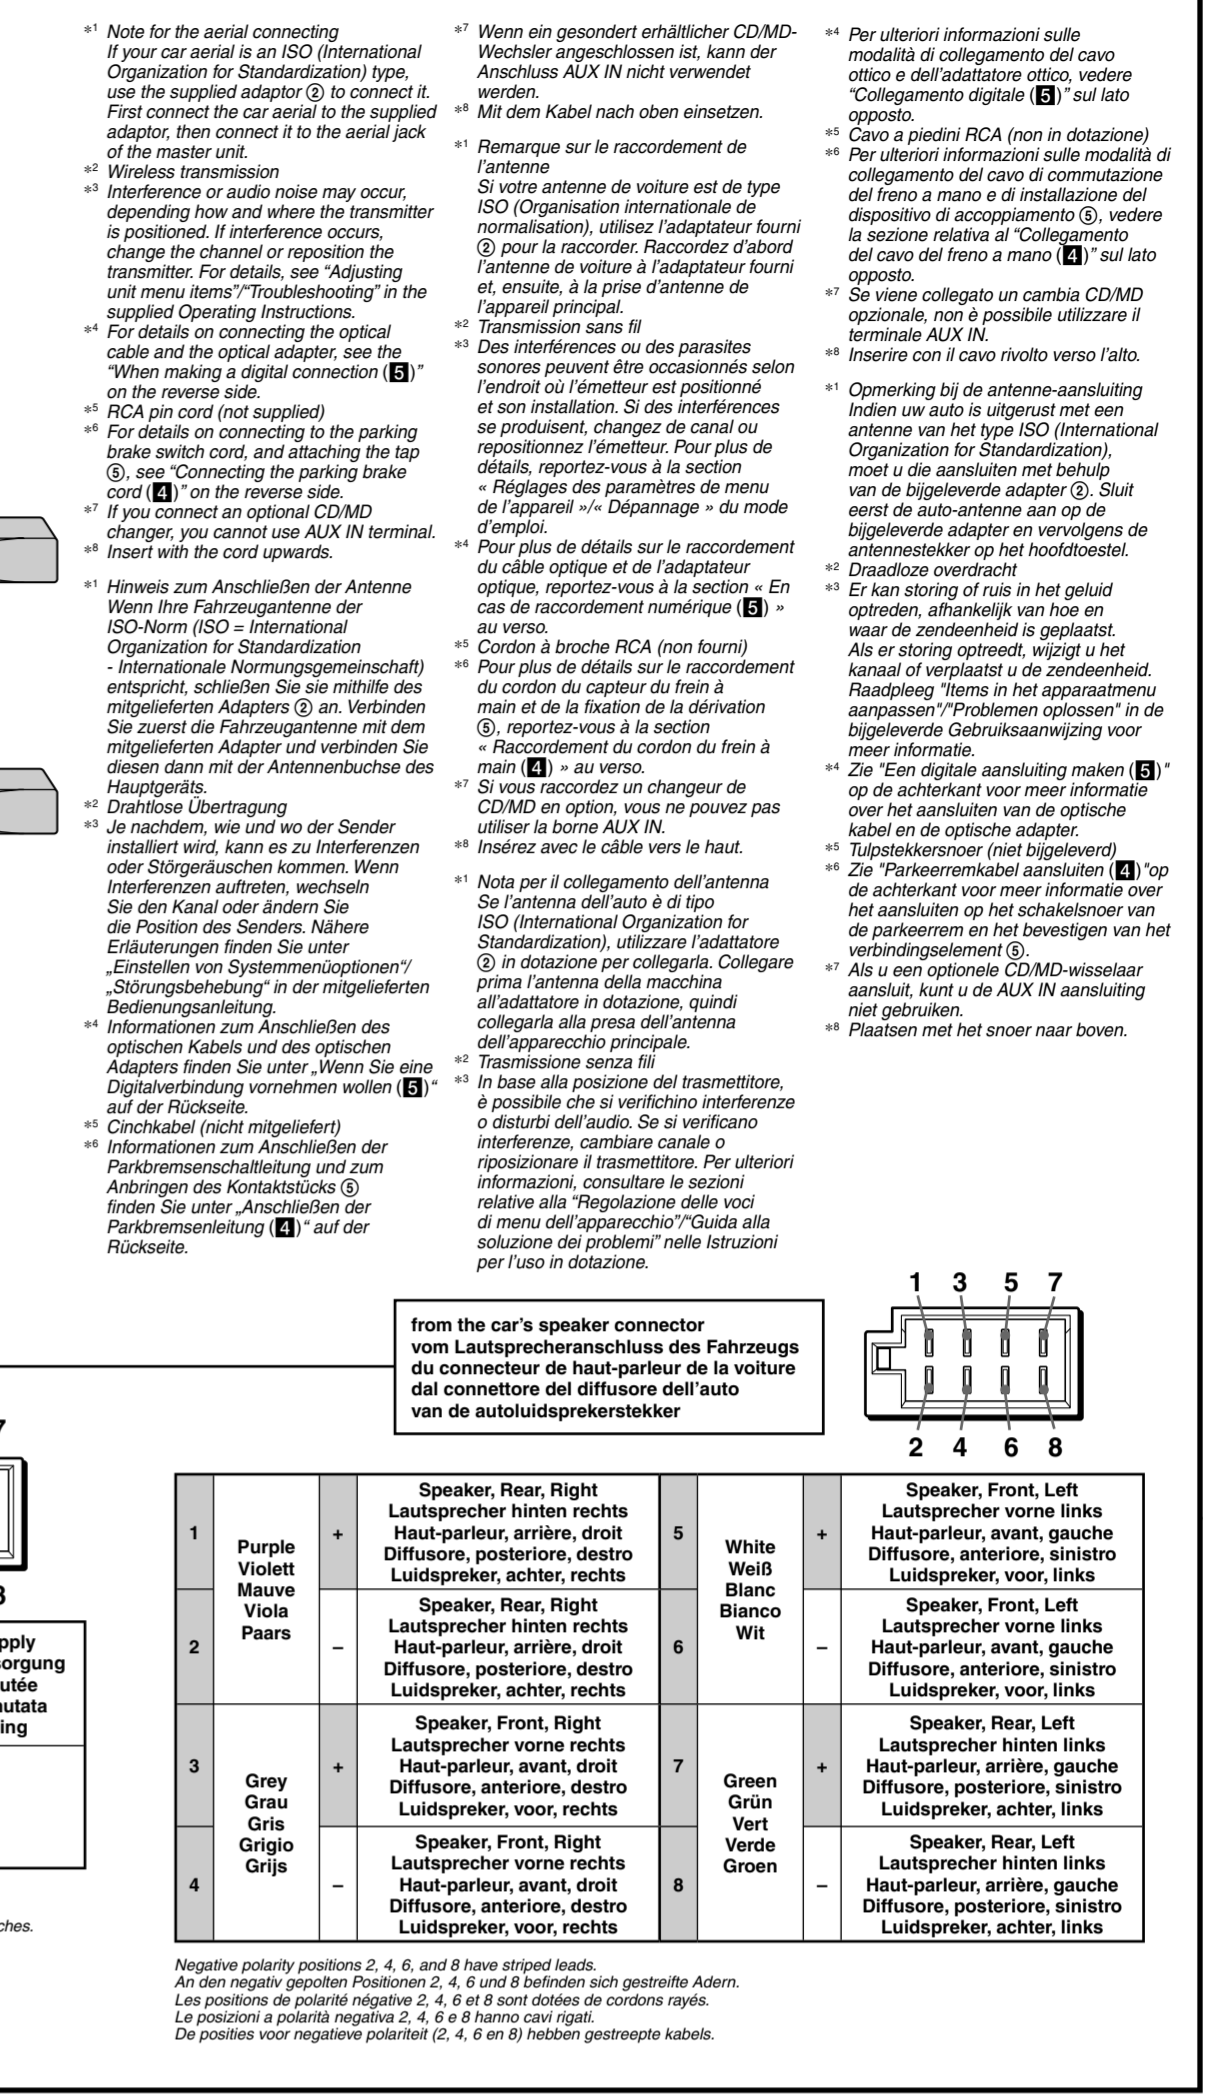 *1 Note for the aerial connecting
If your car aerial is an ISO (International
Organization for Standardization) type,
use the supplied adaptor ② to connect it.
First connect the car aerial to the supplied
adaptor, then connect it to the aerial jack
of the master unit.
*2 Wireless transmission
*3 Interference or audio noise may occur,
depending how and where the transmitter
is positioned. If interference occurs,
change the channel or reposition the
transmitter. For details, see “Adjusting
unit menu items”/“Troubleshooting” in the
supplied Operating Instructions.
*4 For details on connecting the optical
cable and the optical adapter, see the
“When making a digital connection (5)”
on the reverse side.
*5 RCA pin cord (not supplied)
*6 For details on connecting to the parking
brake switch cord, and attaching the tap
⑤, see “Connecting the parking brake
cord (4)” on the reverse side.
*7 If you connect an optional CD/MD
changer, you cannot use AUX IN terminal.
*8 Insert with the cord upwards.
*1 Hinweis zum Anschließen der Antenne
Wenn Ihre Fahrzeugantenne der
ISO-Norm (ISO = International
Organization for Standardization
- Internationale Normungsgemeinschaft)
entspricht, schließen Sie sie mithilfe des
mitgelieferten Adapters ② an. Verbinden
Sie zuerst die Fahrzeugantenne mit dem
mitgelieferten Adapter und verbinden Sie
diesen dann mit der Antennenbuchse des
Hauptgeräts.
*2 Drahtlose Übertragung
*3 Je nachdem, wie und wo der Sender
installiert wird, kann es zu Interferenzen
oder Störgeräuschen kommen. Wenn
Interferenzen auftreten, wechseln
Sie den Kanal oder ändern Sie
die Position des Senders. Nähere
Erläuterungen finden Sie unter
„Einstellen von Systemmenüoptionen“/
„Störungsbehebung“ in der mitgelieferten
Bedienungsanleitung.
*4 Informationen zum Anschließen des
optischen Kabels und des optischen
Adapters finden Sie unter „Wenn Sie eine
Digitalverbindung vornehmen wollen (5)“
auf der Rückseite.
*5 Cinchkabel (nicht mitgeliefert)
*6 Informationen zum Anschließen der
Parkbremsenschaltleitung und zum
Anbringen des Kontaktstücks ⑤
finden Sie unter „Anschließen der
Parkbremsenleitung (4)“ auf der
Rückseite.
*7 Wenn ein gesondert erhältlicher CD/MD-
Wechsler angeschlossen ist, kann der
Anschluss AUX IN nicht verwendet
werden.
*8 Mit dem Kabel nach oben einsetzen.
*1 Remarque sur le raccordement de
l’antenne
Si votre antenne de voiture est de type
ISO (Organisation internationale de
normalisation), utilisez l’adaptateur fourni
② pour la raccorder. Raccordez d’abord
l’antenne de voiture à l’adaptateur fourni
et, ensuite, à la prise d’antenne de
l’appareil principal.
*2 Transmission sans fil
*3 Des interférences ou des parasites
sonores peuvent être occasionnés selon
l’endroit où l’émetteur est positionné
et son installation. Si des interférences
se produisent, changez de canal ou
repositionnez l’émetteur. Pour plus de
détails, reportez-vous à la section
« Réglages des paramètres de menu
de l’appareil »/« Dépannage » du mode
d’emploi.
*4 Pour plus de détails sur le raccordement
du câble optique et de l’adaptateur
optique, reportez-vous à la section « En
cas de raccordement numérique (5) »
au verso.
*5 Cordon à broche RCA (non fourni)
*6 Pour plus de détails sur le raccordement
du cordon du capteur du frein à
main et de la fixation de la dérivation
⑤, reportez-vous à la section
« Raccordement du cordon du frein à
main (4) » au verso.
*7 Si vous raccordez un changeur de
CD/MD en option, vous ne pouvez pas
utiliser la borne AUX IN.
*8 Insérez avec le câble vers le haut.
*1 Nota per il collegamento dell’antenna
Se l’antenna dell’auto è di tipo
ISO (International Organization for
Standardization), utilizzare l’adattatore
② in dotazione per collegarla. Collegare
prima l’antenna della macchina
all’adattatore in dotazione, quindi
collegarla alla presa dell’antenna
dell’apparecchio principale.
*2 Trasmissione senza fili
*3 In base alla posizione del trasmettitore,
è possibile che si verifichino interferenze
o disturbi dell’audio. Se si verificano
interferenze, cambiare canale o
riposizionare il trasmettitore. Per ulteriori
informazioni, consultare le sezioni
relative alla “Regolazione delle voci
di menu dell’apparecchio”/“Guida alla
soluzione dei problemi” nelle Istruzioni
per l’uso in dotazione.
*4 Per ulteriori informazioni sulle
modalità di collegamento del cavo
ottico e dell’adattatore ottico, vedere
“Collegamento digitale (5)” sul lato
opposto.
*5 Cavo a piedini RCA (non in dotazione)
*6 Per ulteriori informazioni sulle modalità di
collegamento del cavo di commutazione
del freno a mano e di installazione del
dispositivo di accoppiamento ⑤, vedere
la sezione relativa al “Collegamento
del cavo del freno a mano (4)” sul lato
opposto.
*7 Se viene collegato un cambia CD/MD
opzionale, non è possibile utilizzare il
terminale AUX IN.
*8 Inserire con il cavo rivolto verso l’alto.
*1 Opmerking bij de antenne-aansluiting
Indien uw auto is uitgerust met een
antenne van het type ISO (International
Organization for Standardization),
moet u die aansluiten met behulp
van de bijgeleverde adapter ②. Sluit
eerst de auto-antenne aan op de
bijgeleverde adapter en vervolgens de
antennestekker op het hoofdtoestel.
*2 Draadloze overdracht
*3 Er kan storing of ruis in het geluid
optreden, afhankelijk van hoe en
waar de zendeenheid is geplaatst.
Als er storing optreedt, wijzigt u het
kanaal of verplaatst u de zendeenheid.
Raadpleeg "Items in het apparaatmenu
aanpassen"/"Problemen oplossen" in de
bijgeleverde Gebruiksaanwijzing voor
meer informatie.
*4 Zie "Een digitale aansluiting maken (5)"
op de achterkant voor meer informatie
over het aansluiten van de optische
kabel en de optische adapter.
*5 Tulpstekkersnoer (niet bijgeleverd)
*6 Zie "Parkeerremkabel aansluiten (4)"op
de achterkant voor meer informatie over
het aansluiten op het schakelsnoer van
de parkeerrem en het bevestigen van het
verbindingselement ⑤.
*7 Als u een optionele CD/MD-wisselaar
aansluit, kunt u de AUX IN aansluiting
niet gebruiken.
*8 Plaatsen met het snoer naar boven.
from the car’s speaker connector
vom Lautsprecheranschluss des Fahrzeugs
du connecteur de haut-parleur de la voiture
dal connettore del diffusore dell’auto
van de autoluidsprekerstekker
1 3 5 7
2 4 6 8
pply
sorgung
utée
nutata
ing
ches.
1
Purple
Violett
Mauve
Viola
Paars
+
Speaker, Rear, Right
Lautsprecher hinten rechts
Haut-parleur, arrière, droit
Diffusore, posteriore, destro
Luidspreker, achter, rechts
2
–
Speaker, Rear, Right
Lautsprecher hinten rechts
Haut-parleur, arrière, droit
Diffusore, posteriore, destro
Luidspreker, achter, rechts
3
Grey
Grau
Gris
Grigio
Grijs
+
Speaker, Front, Right
Lautsprecher vorne rechts
Haut-parleur, avant, droit
Diffusore, anteriore, destro
Luidspreker, voor, rechts
4
–
Speaker, Front, Right
Lautsprecher vorne rechts
Haut-parleur, avant, droit
Diffusore, anteriore, destro
Luidspreker, voor, rechts
5
White
Weiß
Blanc
Bianco
Wit
+
Speaker, Front, Left
Lautsprecher vorne links
Haut-parleur, avant, gauche
Diffusore, anteriore, sinistro
Luidspreker, voor, links
6
–
Speaker, Front, Left
Lautsprecher vorne links
Haut-parleur, avant, gauche
Diffusore, anteriore, sinistro
Luidspreker, voor, links
7
Green
Grün
Vert
Verde
Groen
+
Speaker, Rear, Left
Lautsprecher hinten links
Haut-parleur, arrière, gauche
Diffusore, posteriore, sinistro
Luidspreker, achter, links
8
–
Speaker, Rear, Left
Lautsprecher hinten links
Haut-parleur, arrière, gauche
Diffusore, posteriore, sinistro
Luidspreker, achter, links
Negative polarity positions 2, 4, 6, and 8 have striped leads.
An den negativ gepolten Positionen 2, 4, 6 und 8 befinden sich gestreifte Adern.
Les positions de polarité négative 2, 4, 6 et 8 sont dotées de cordons rayés.
Le posizioni a polarità negativa 2, 4, 6 e 8 hanno cavi rigati.
De posities voor negatieve polariteit (2, 4, 6 en 8) hebben gestreepte kabels.